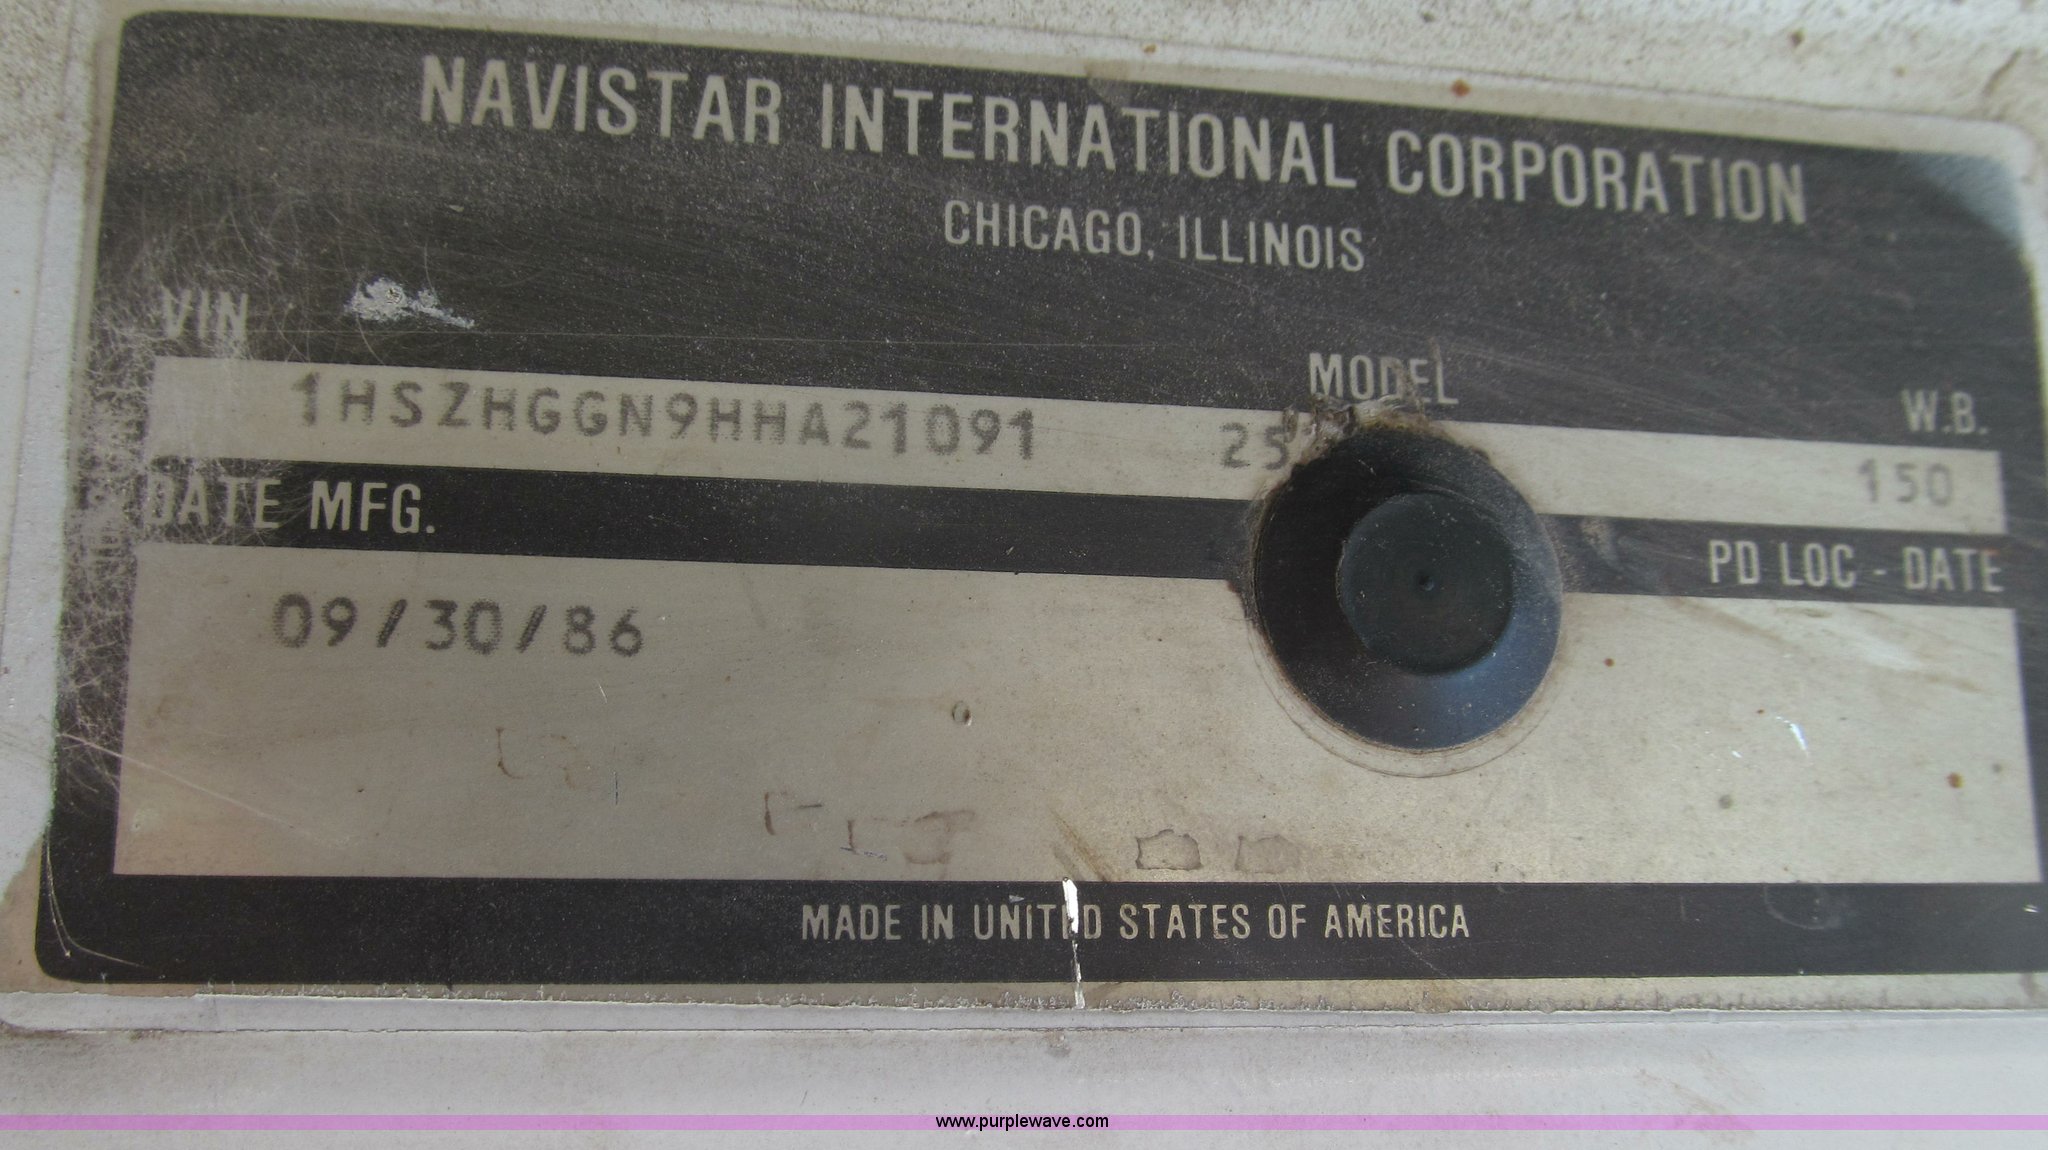 NAVISTAR INTERNATIONAL CORPORATION
CHICAGO, ILLINOIS
VIN MODEL W.B.
1HSZHGGN9HHA21091 25 150
DATE MFG. PD LOC - DATE
09/30/86
MADE IN UNITED STATES OF AMERICA
www.purplewave.com